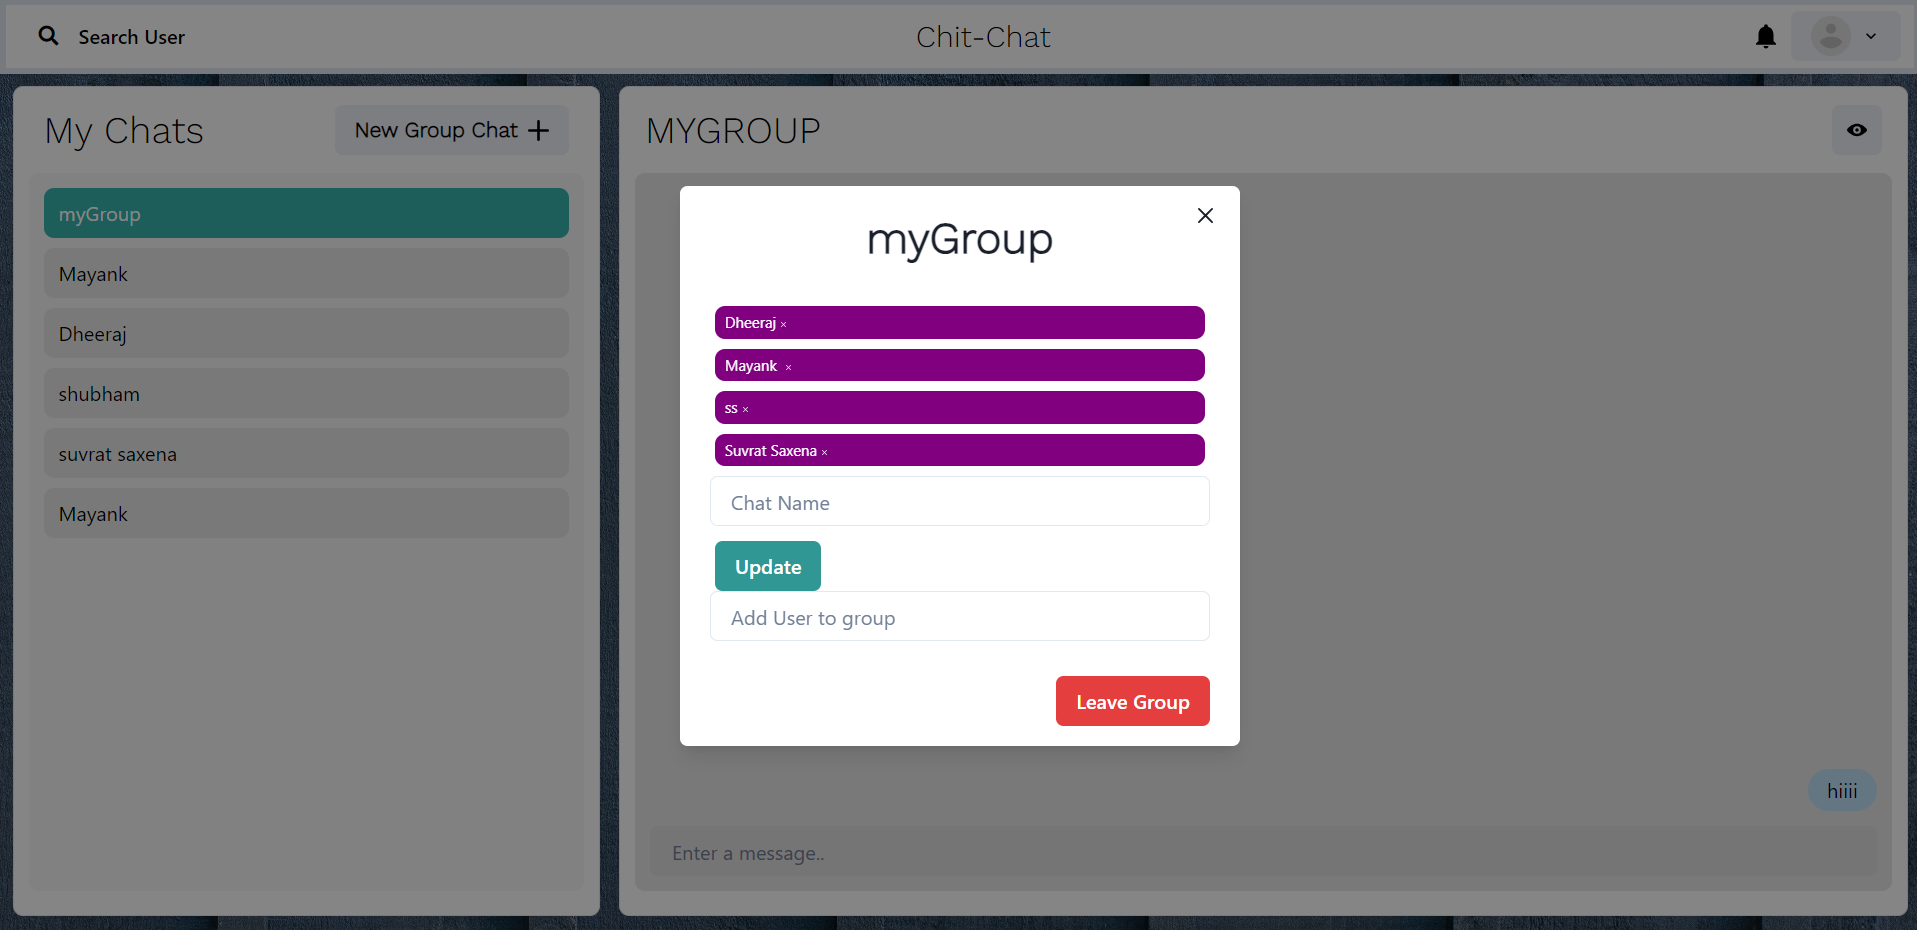 Search User
Chit-Chat
My Chats
New Group Chat
myGroup
Mayank
Dheeraj
shubham
suvrat saxena
Mayank
MYGROUP
myGroup
Dheeraj ×
Mayank ×
ss ×
Suvrat Saxena ×
Chat Name
Update
Add User to group
Leave Group
hiiii
Enter a message..